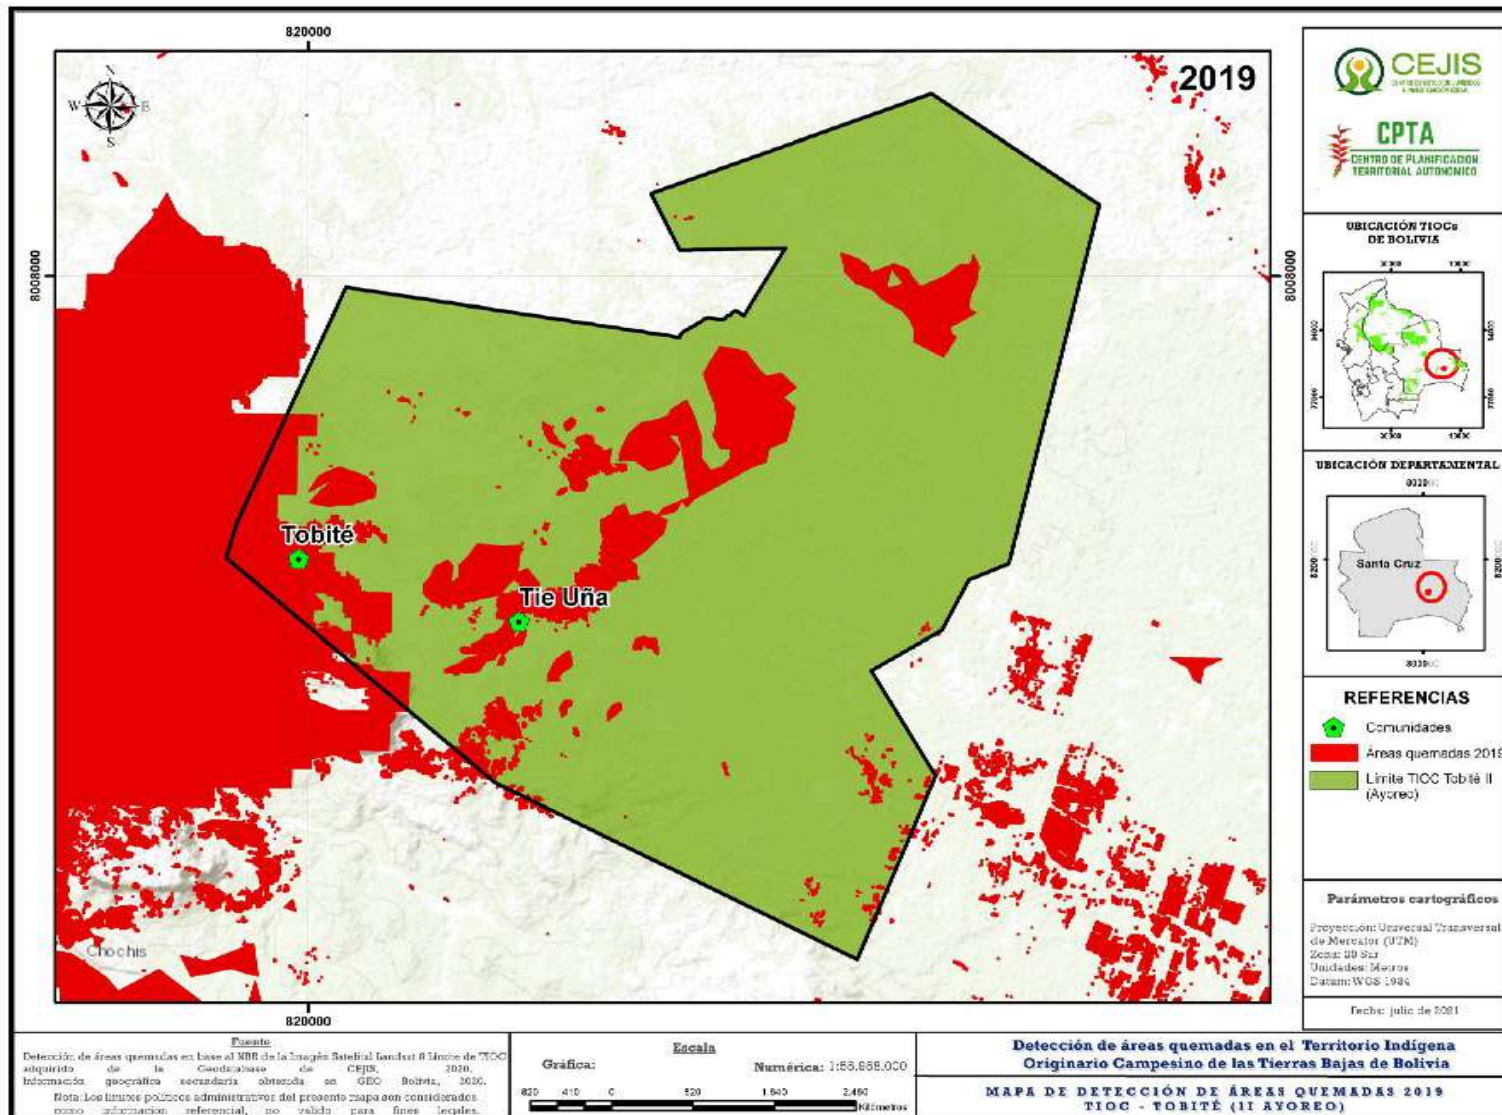 820000
2019
N
W
E
S
8008000
8008000
Tobité
Tie Uña
Chochis
820000
CEJIS
CPTA
CENTRO DE PLANIFICACIÓN
TERRITORIAL AUTONÓMICO
UBICACIÓN TIOCs
DE BOLIVIA
UBICACIÓN DEPARTAMENTAL
Santa Cruz
REFERENCIAS
Comunidades
Áreas quemadas 2019
Límite TIOC Tobité II
(Ayoreo)
Parámetros cartográficos
Proyección: Universal Transversal
de Mercator (UTM)
Zona: 20 Sur
Unidades: Metros
Datum: WGS 1984
Fecha: julio de 2021
Fuente
Detección de áreas quemadas en base al NBR de la Imagén Satelital Landsat 8 Límite de TIOC
adquirido de la Geodatabase de CEJIS, 2020.
Información geográfica secundaria obtenida en GEO Bolivia, 2020.
Nota: Los límites políticos administrativos del presente mapa son considerados
como información referencial, no valido para fines legales.
Escala
Gráfica:
Numérica:
820 410 0 820 1.640 2.460
Kilómetros
Detección de áreas quemadas en el Territorio Indígena
Originario Campesino de las Tierras Bajas de Bolivia
MAPA DE DETECCIÓN DE ÁREAS QUEMADAS 2019
TIOC - TOBITÉ (II AYOREO)